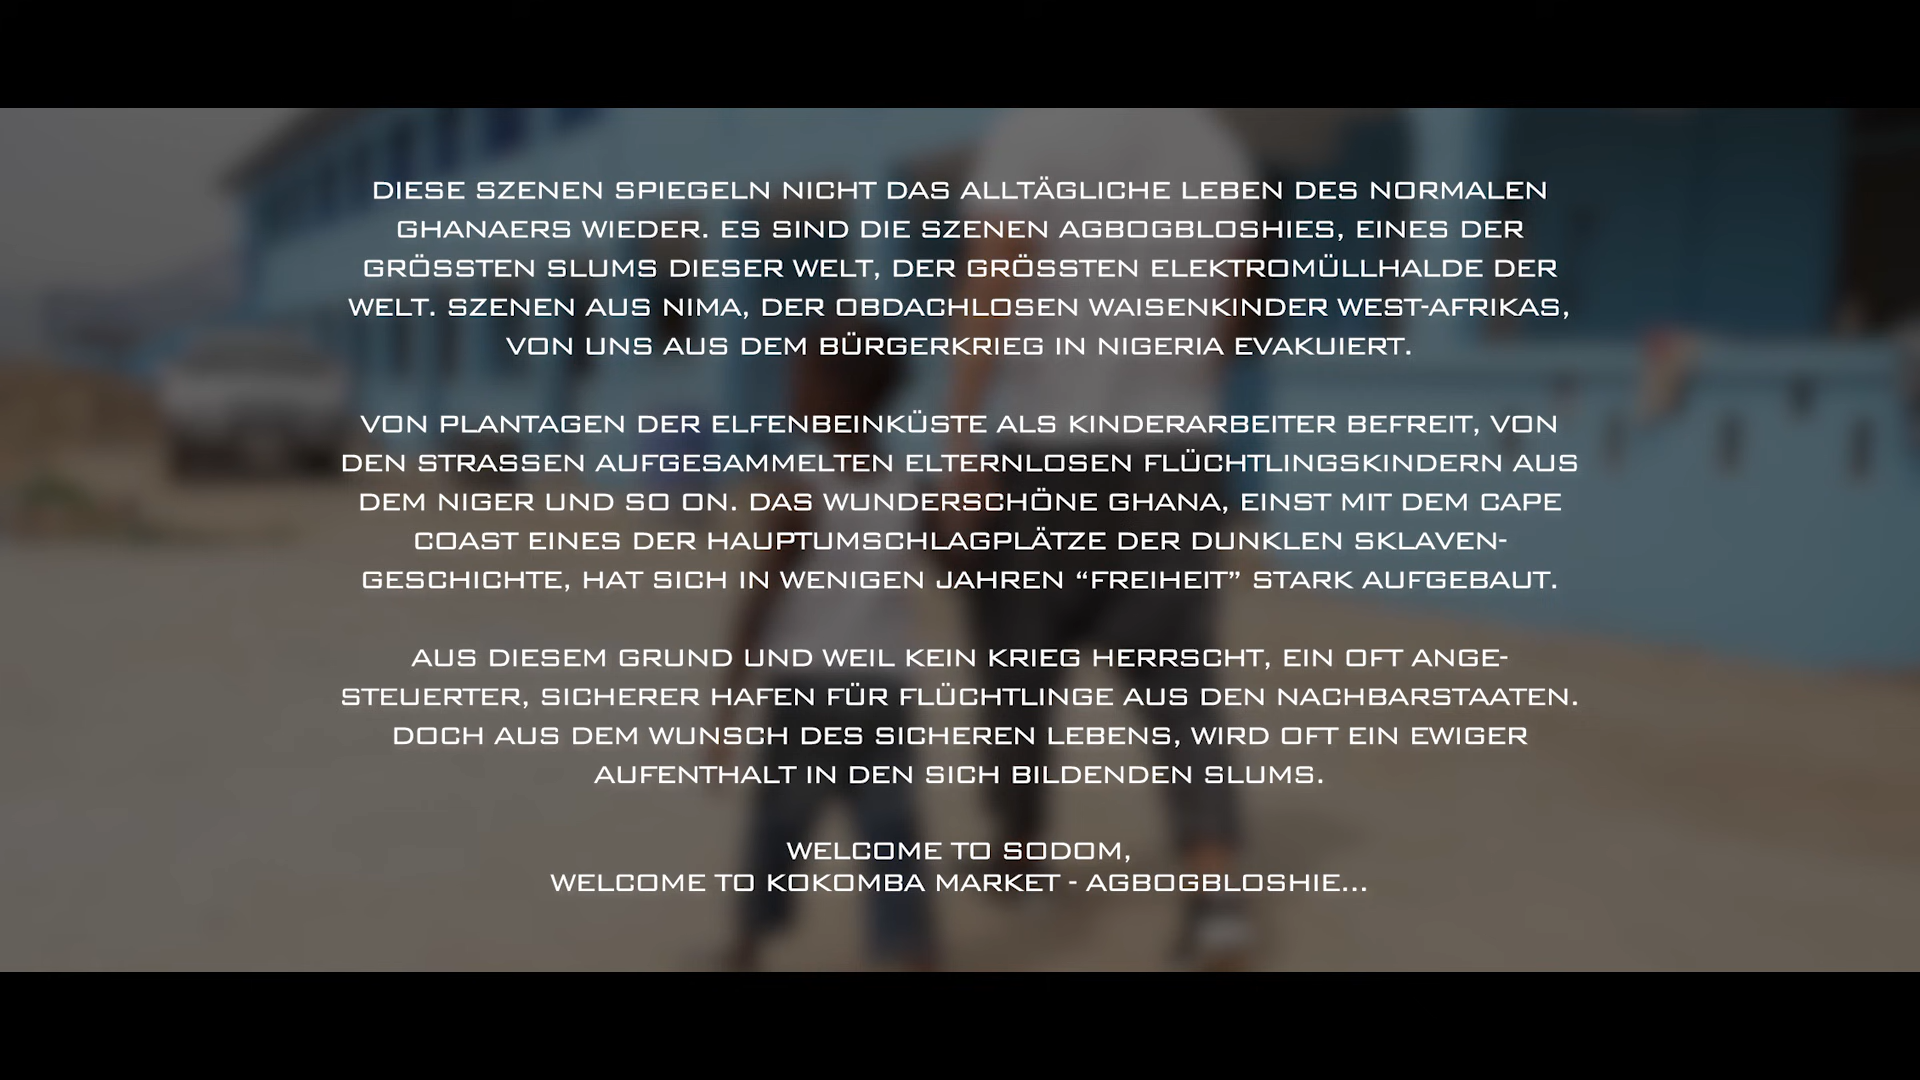 DIESE SZENEN SPIEGELN NICHT DAS ALLTÄGLICHE LEBEN DES NORMALEN
GHANAERS WIEDER. ES SIND DIE SZENEN AGBOGBLOSHIES, EINES DER
GRÖSSTEN SLUMS DIESER WELT, DER GRÖSSTEN ELEKTROMÜLLHALDE DER
WELT. SZENEN AUS NIMA, DER OBDACHLOSEN WAISENKINDER WEST-AFRIKAS,
VON UNS AUS DEM BÜRGERKRIEG IN NIGERIA EVAKUIERT.
VON PLANTAGEN DER ELFENBEINKÜSTE ALS KINDERARBEITER BEFREIT, VON
DEN STRASSEN AUFGESAMMELTEN ELTERNLOSEN FLÜCHTLINGSKINDERN AUS
DEM NIGER UND SO ON. DAS WUNDERSCHÖNE GHANA, EINST MIT DEM CAPE
COAST EINES DER HAUPTUMSCHLAGPLÄTZE DER DUNKLEN SKLAVEN-
GESCHICHTE, HAT SICH IN WENIGEN JAHREN “FREIHEIT” STARK AUFGEBAUT.
AUS DIESEM GRUND UND WEIL KEIN KRIEG HERRSCHT, EIN OFT ANGE-
STEUERTER, SICHERER HAFEN FÜR FLÜCHTLINGE AUS DEN NACHBARSTAATEN.
DOCH AUS DEM WUNSCH DES SICHEREN LEBENS, WIRD OFT EIN EWIGER
AUFENTHALT IN DEN SICH BILDENDEN SLUMS.
WELCOME TO SODOM,
WELCOME TO KOKOMBA MARKET - AGBOGBLOSHIE...